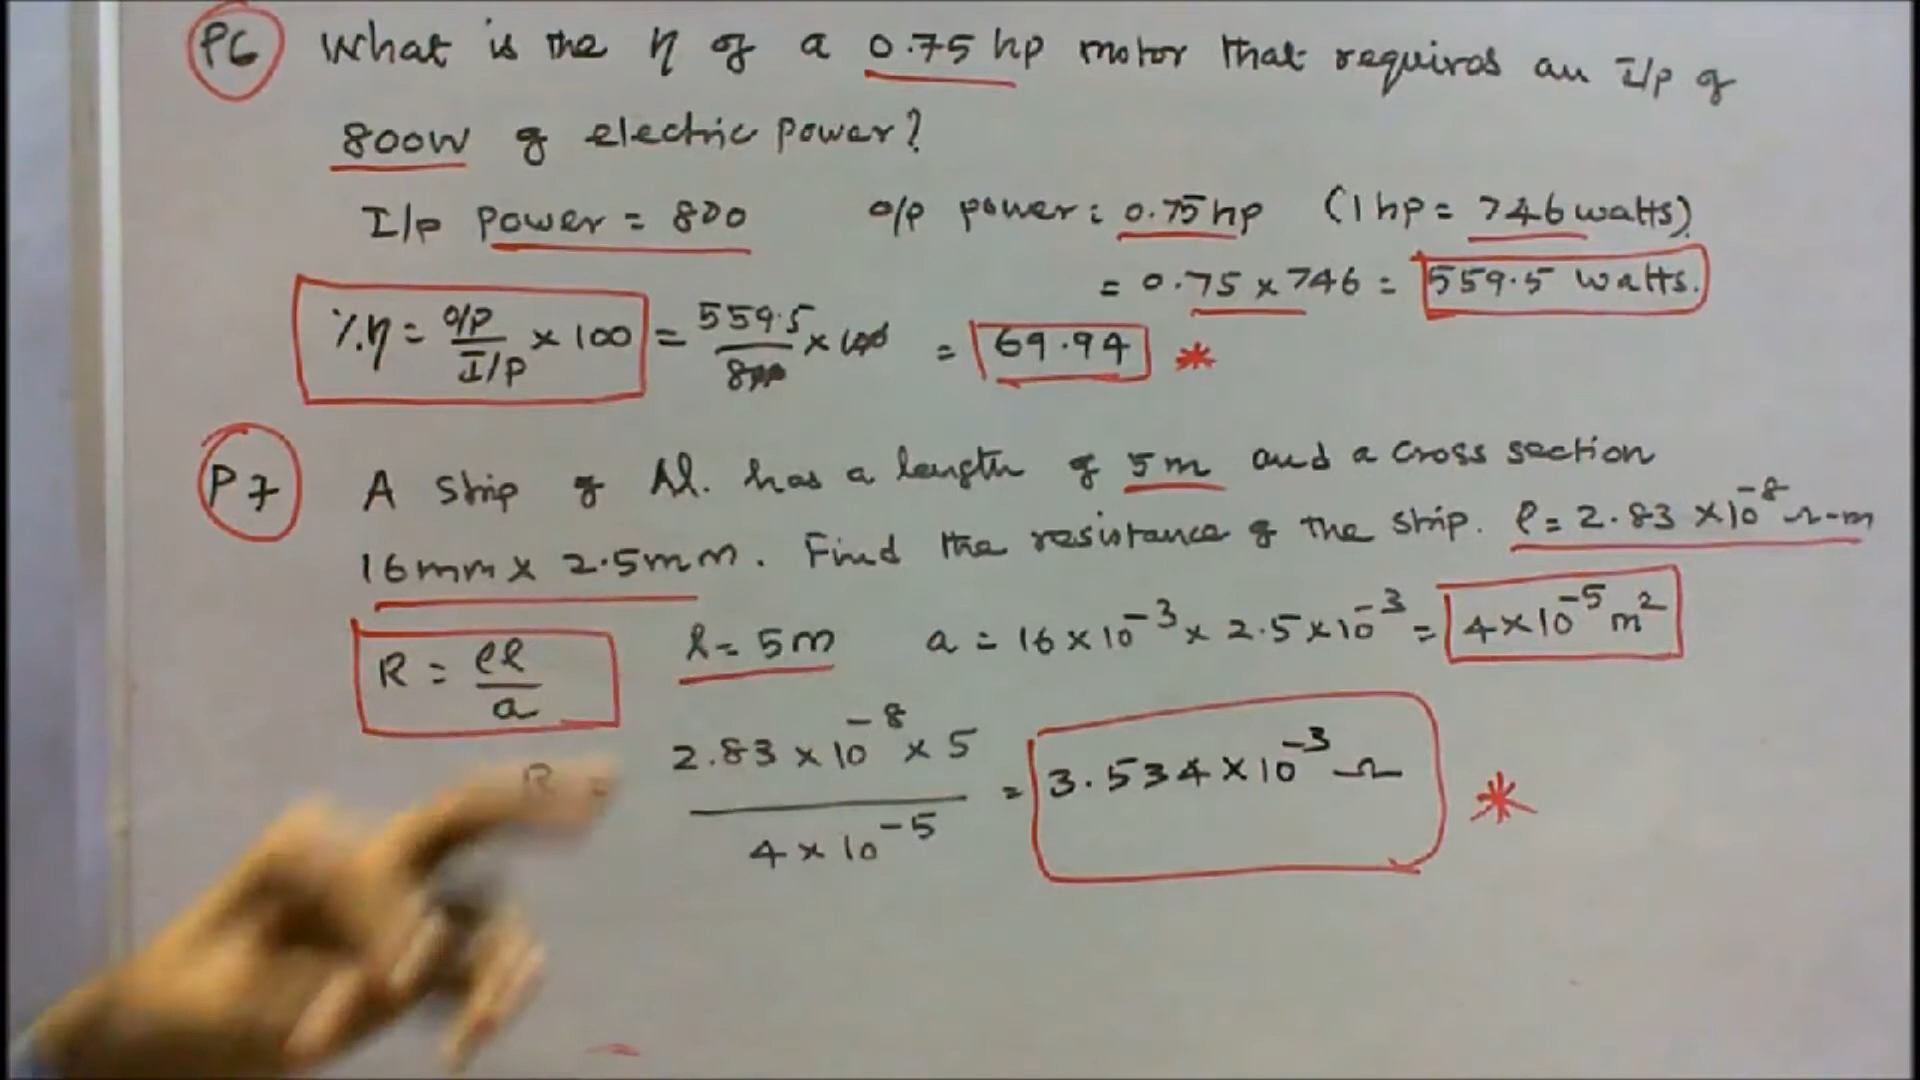 P6 What is the η of a 0.75 hp motor that requires an I/p of
800W of electric power?
I/p power = 800 o/p power = 0.75 hp (1 hp = 746 watts)
= 0.75 x 746 = 559.5 watts.
%η = o/p / I/p x 100 = 559.5 / 800 x 100 = 69.94 *
P7 A strip of Al. has a length of 5m and a cross section
16mm x 2.5mm. Find the resistance of the strip. ρ = 2.83 x 10⁻⁸ Ω-m
R = ρl / a l = 5m a = 16 x 10⁻³ x 2.5 x 10⁻³ = 4 x 10⁻⁵ m²
R = 2.83 x 10⁻⁸ x 5 / 4 x 10⁻⁵ = 3.534 x 10⁻³ Ω *